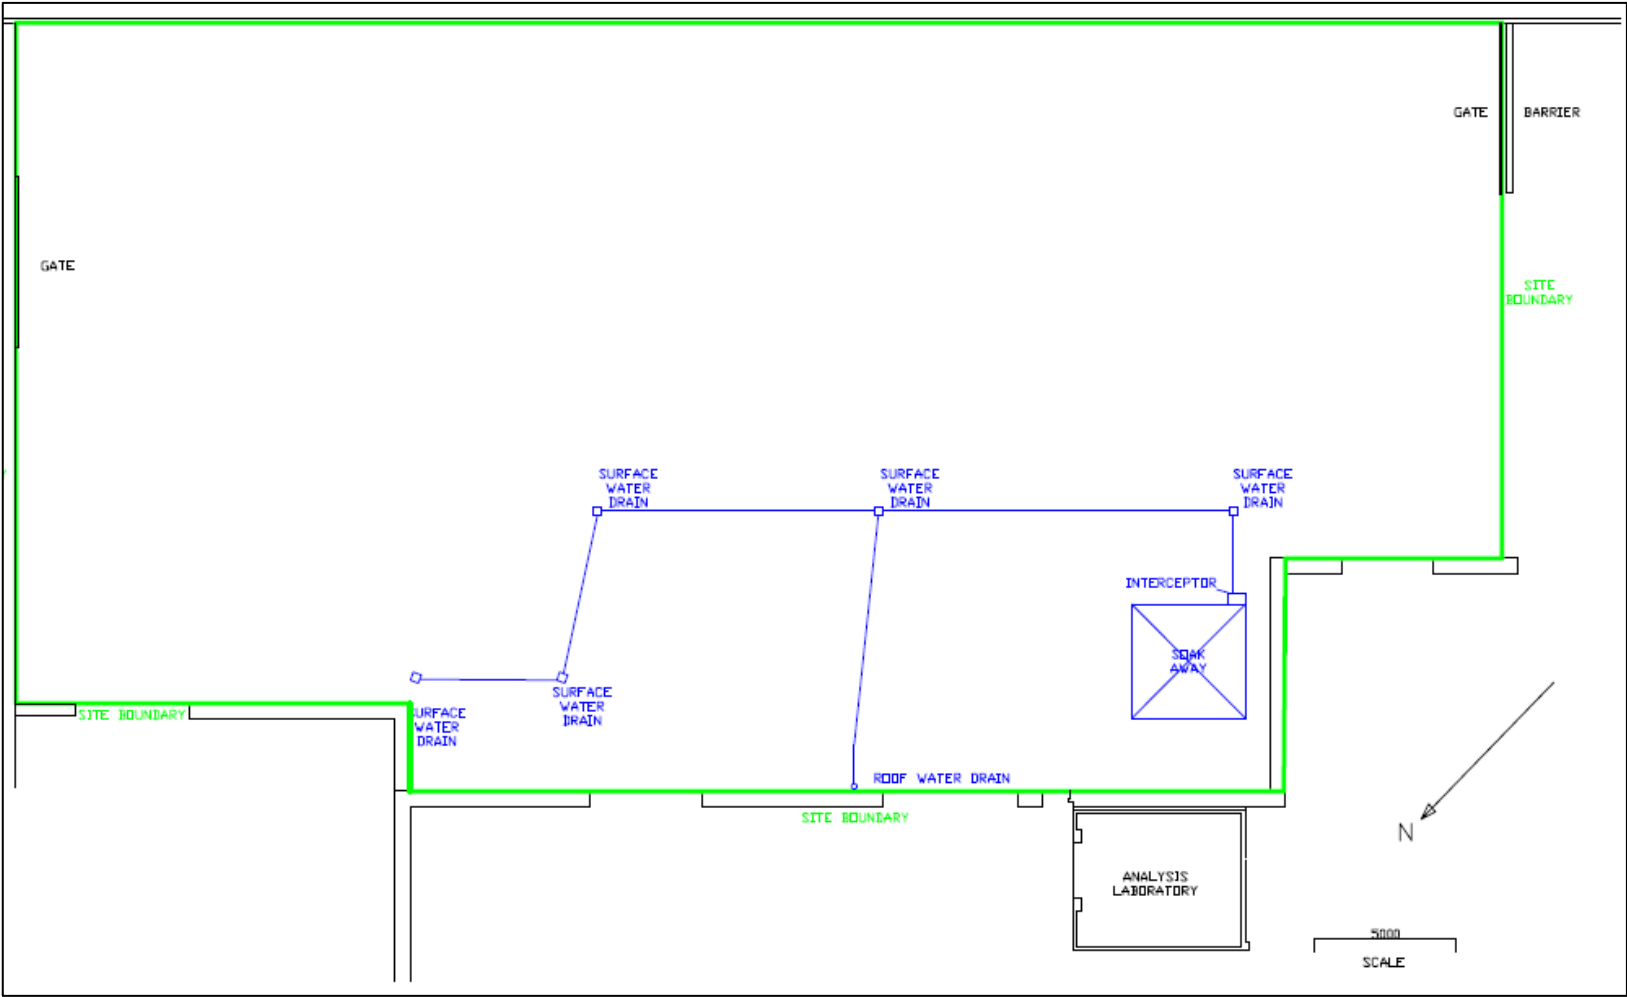 GATE
BARRIER
GATE
SITE
BOUNDARY
SURFACE
WATER
DRAIN
SURFACE
WATER
DRAIN
SURFACE
WATER
DRAIN
INTERCEPTOR
SOAK
AWAY
SURFACE
WATER
DRAIN
SITE BOUNDARY
URFACE
WATER
DRAIN
ROOF WATER DRAIN
SITE BOUNDARY
N
ANALYSIS
LABORATORY
5000
SCALE